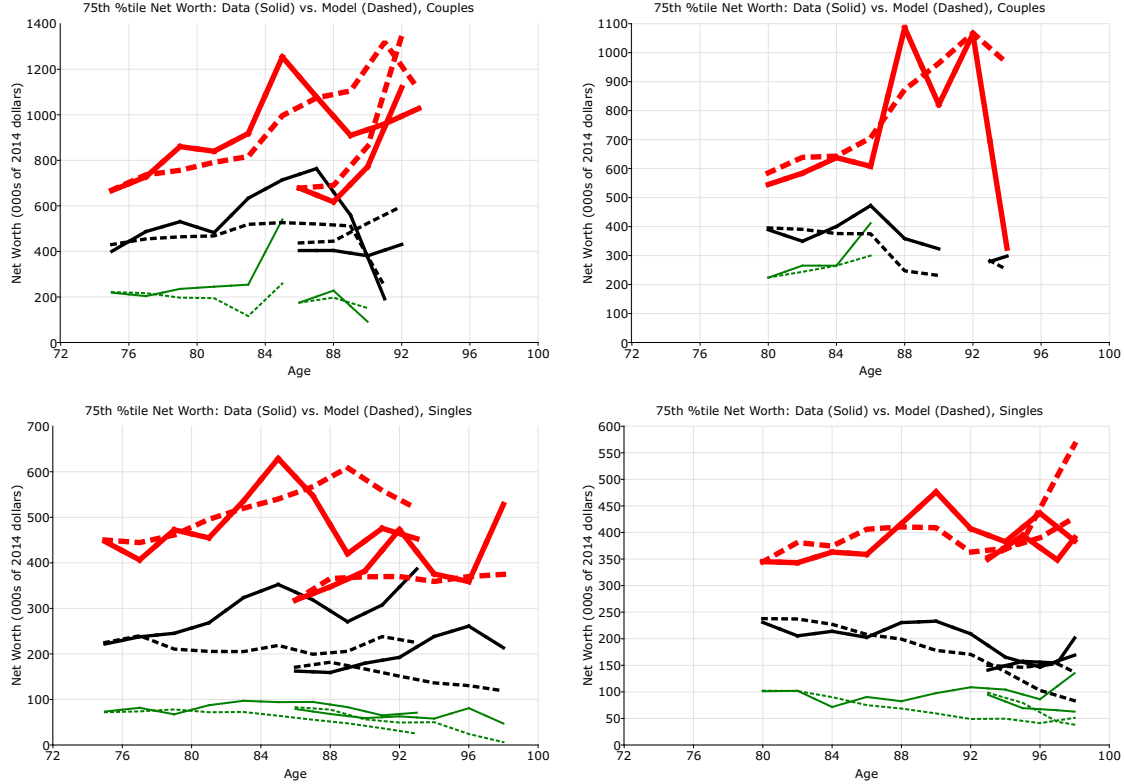 75th %tile Net Worth: Data (Solid) vs. Model (Dashed), Couples
Net Worth (000s of 2014 dollars)
1400
1200
1000
800
600
400
200
0
72 76 80 84 88 92 96 100
Age
75th %tile Net Worth: Data (Solid) vs. Model (Dashed), Couples
Net Worth (000s of 2014 dollars)
1100
1000
900
800
700
600
500
400
300
200
100
0
72 76 80 84 88 92 96 100
Age
75th %tile Net Worth: Data (Solid) vs. Model (Dashed), Singles
Net Worth (000s of 2014 dollars)
700
600
500
400
300
200
100
0
72 76 80 84 88 92 96 100
Age
75th %tile Net Worth: Data (Solid) vs. Model (Dashed), Singles
Net Worth (000s of 2014 dollars)
600
550
500
450
400
350
300
250
200
150
100
50
0
72 76 80 84 88 92 96 100
Age